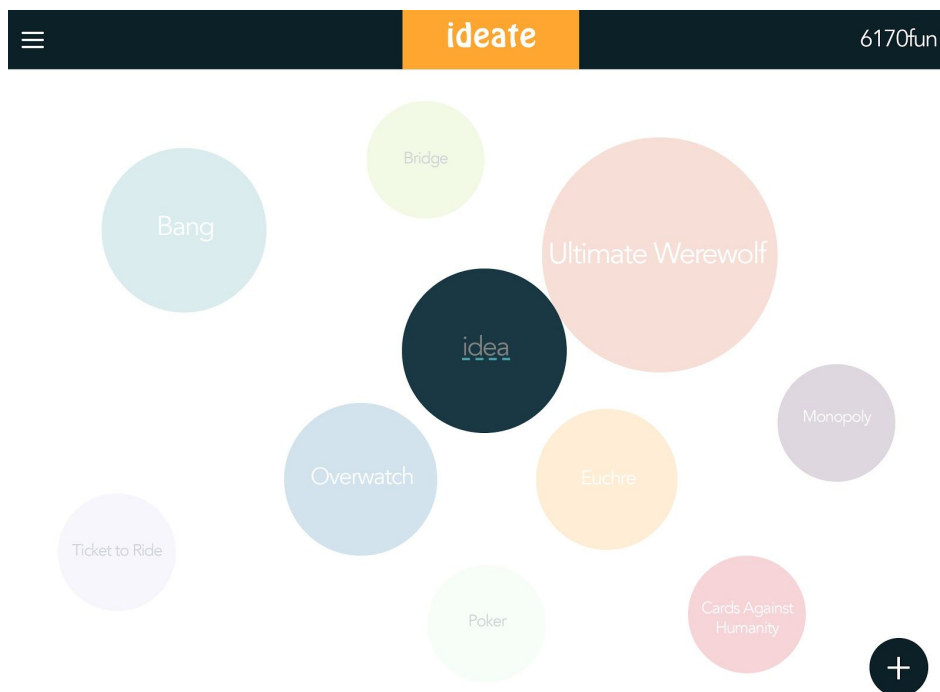 ideate
6170fun
Bridge
Bang
Ultimate Werewolf
idea
Monopoly
Overwatch
Euchre
Ticket to Ride
Cards Against
Humanity
Poker
+